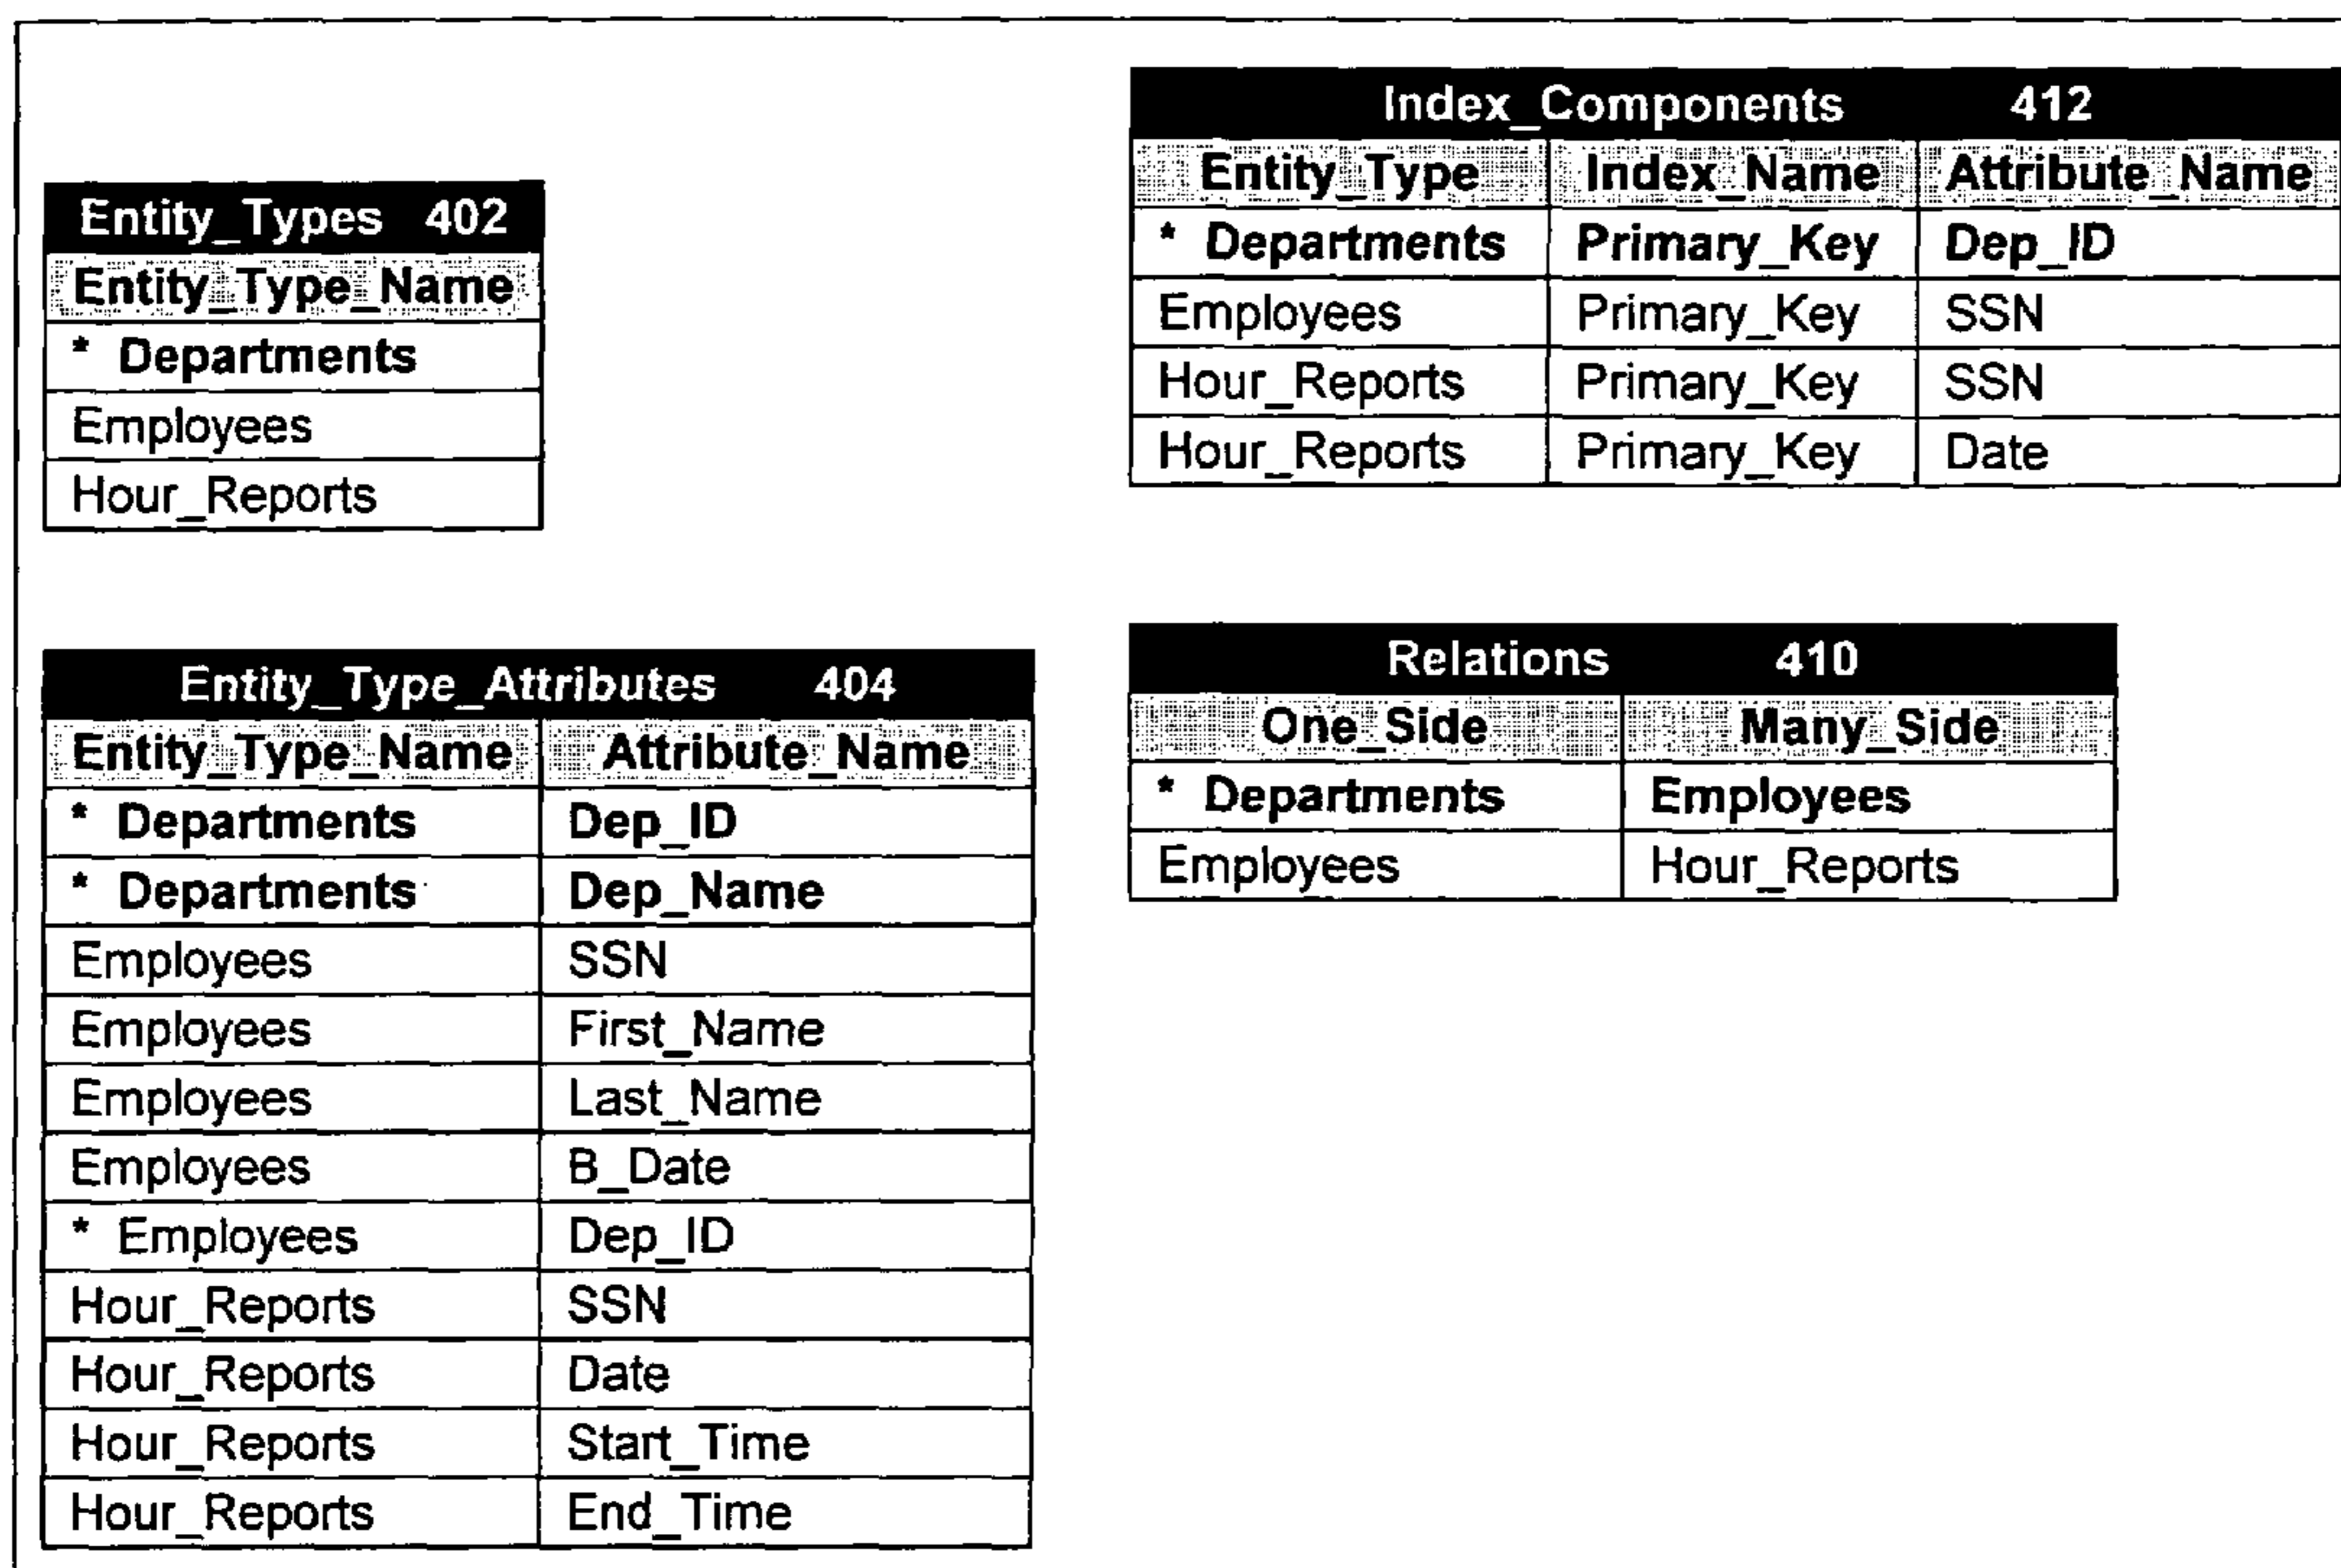 Entity_Types 402
Entity_Type_Name
* Departments
Employees
Hour_Reports
Index_Components 412
Entity_Type Index_Name Attribute_Name
* Departments Primary_Key Dep_ID
Employees Primary_Key SSN
Hour_Reports Primary_Key SSN
Hour_Reports Primary_Key Date
Entity_Type_Attributes 404
Entity_Type_Name Attribute_Name
* Departments Dep_ID
* Departments Dep_Name
Employees SSN
Employees First_Name
Employees Last_Name
Employees B_Date
* Employees Dep_ID
Hour_Reports SSN
Hour_Reports Date
Hour_Reports Start_Time
Hour_Reports End_Time
Relations 410
One_Side Many_Side
* Departments Employees
Employees Hour_Reports